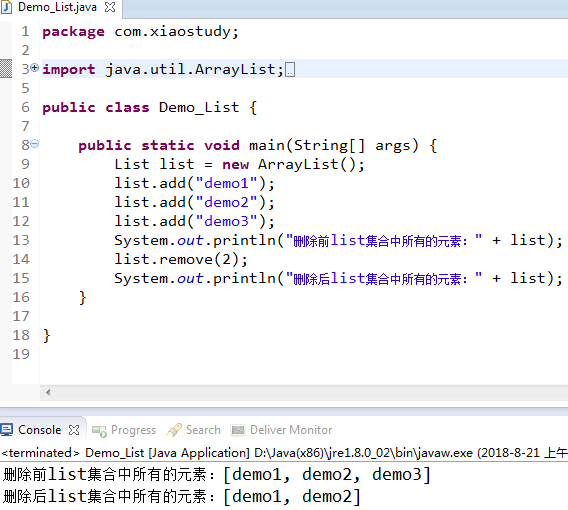 Demo_List.java
1 package com.xiaostudy;
2
3 import java.util.ArrayList;
5
6 public class Demo_List {
7
8 public static void main(String[] args) {
9 List list = new ArrayList();
10 list.add("demo1");
11 list.add("demo2");
12 list.add("demo3");
13 System.out.println("删除前list集合中所有的元素：" + list);
14 list.remove(2);
15 System.out.println("删除后list集合中所有的元素：" + list);
16 }
17
18 }
19
Console Progress Search Deliver Monitor
<terminated> Demo_List [Java Application] D:\Java(x86)\jre1.8.0_02\bin\javaw.exe (2018-8-21 上午
删除前list集合中所有的元素：[demo1, demo2, demo3]
删除后list集合中所有的元素：[demo1, demo2]